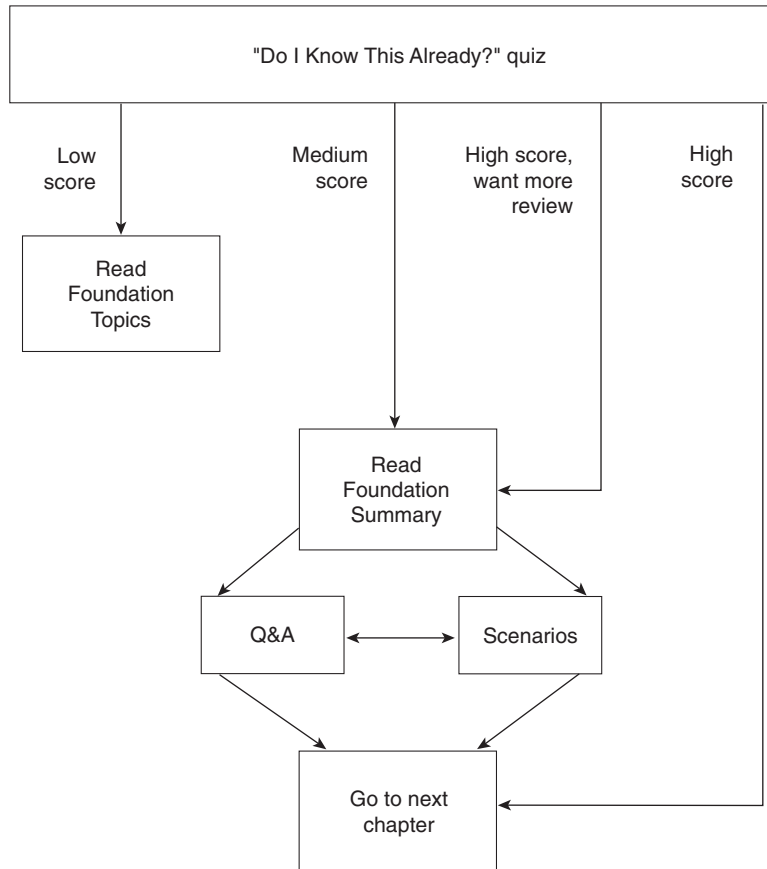 "Do I Know This Already?" quiz
Low
score
Medium
score
High score,
want more
review
High
score
Read
Foundation
Topics
Read
Foundation
Summary
Q&A
Scenarios
Go to next
chapter